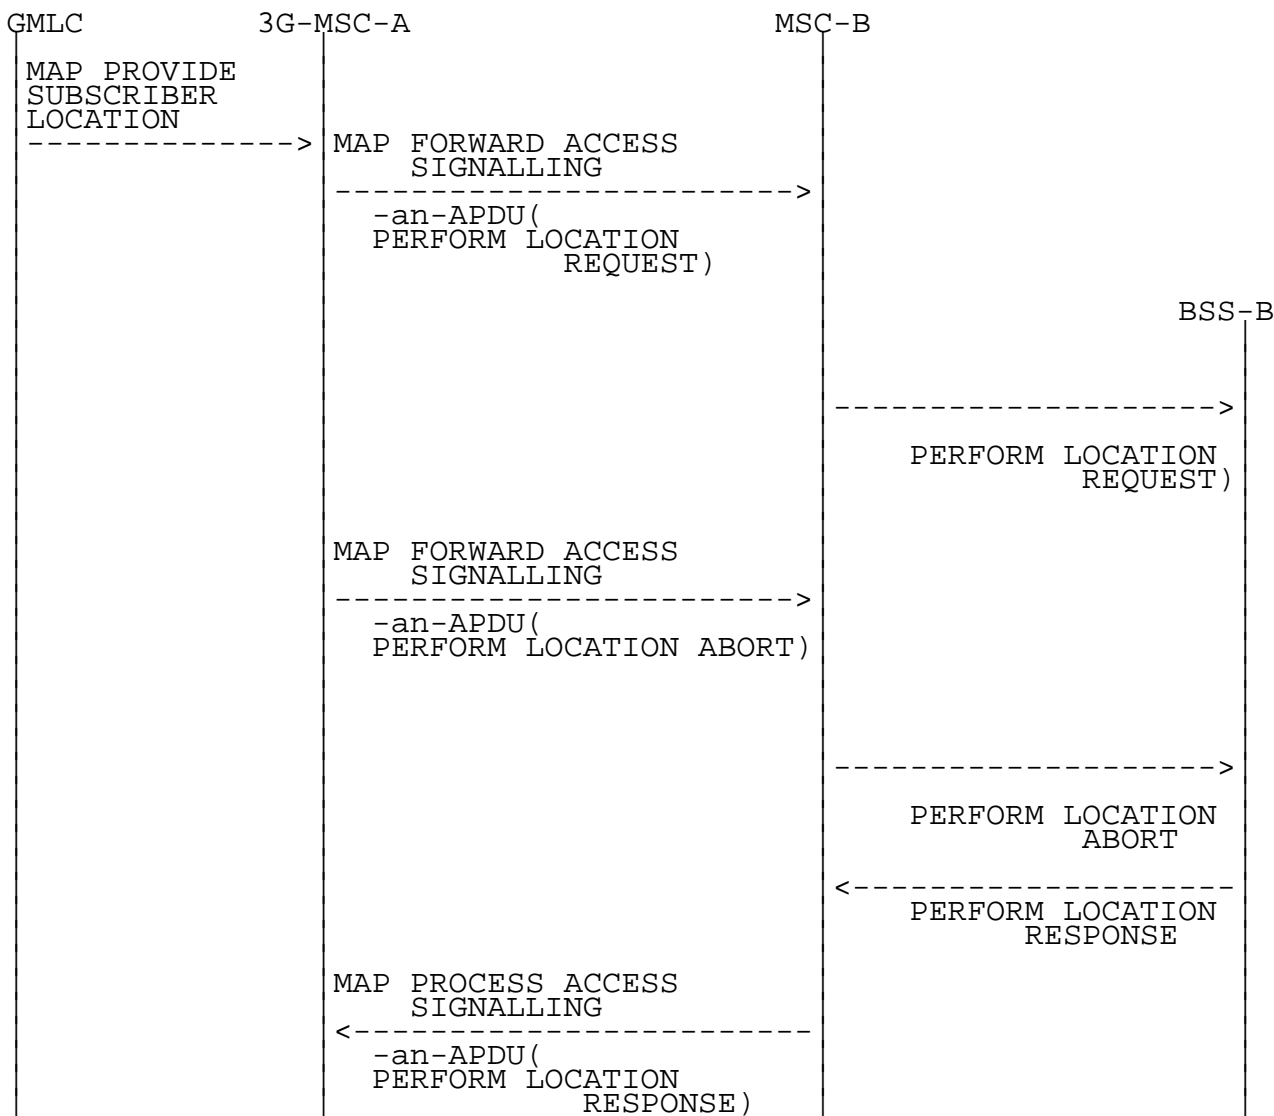 GMLC 3G-MSC-A MSC-B
MAP PROVIDE
SUBSCRIBER
LOCATION
--------------> MAP FORWARD ACCESS
SIGNALLING
------------------------>
-an-APDU(
PERFORM LOCATION
REQUEST)
BSS-B
-------------------->
PERFORM LOCATION
REQUEST)
MAP FORWARD ACCESS
SIGNALLING
------------------------>
-an-APDU(
PERFORM LOCATION ABORT)
-------------------->
PERFORM LOCATION
ABORT
<--------------------
PERFORM LOCATION
RESPONSE
MAP PROCESS ACCESS
SIGNALLING
<------------------------
-an-APDU(
PERFORM LOCATION
RESPONSE)